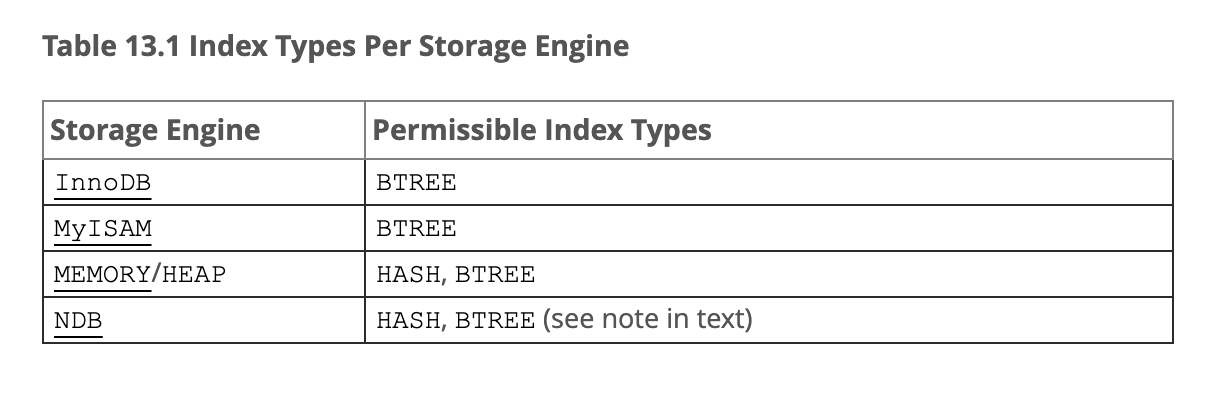 Table 13.1 Index Types Per Storage Engine
Storage Engine Permissible Index Types
InnoDB BTREE
MyISAM BTREE
MEMORY/HEAP HASH, BTREE
NDB HASH, BTREE (see note in text)